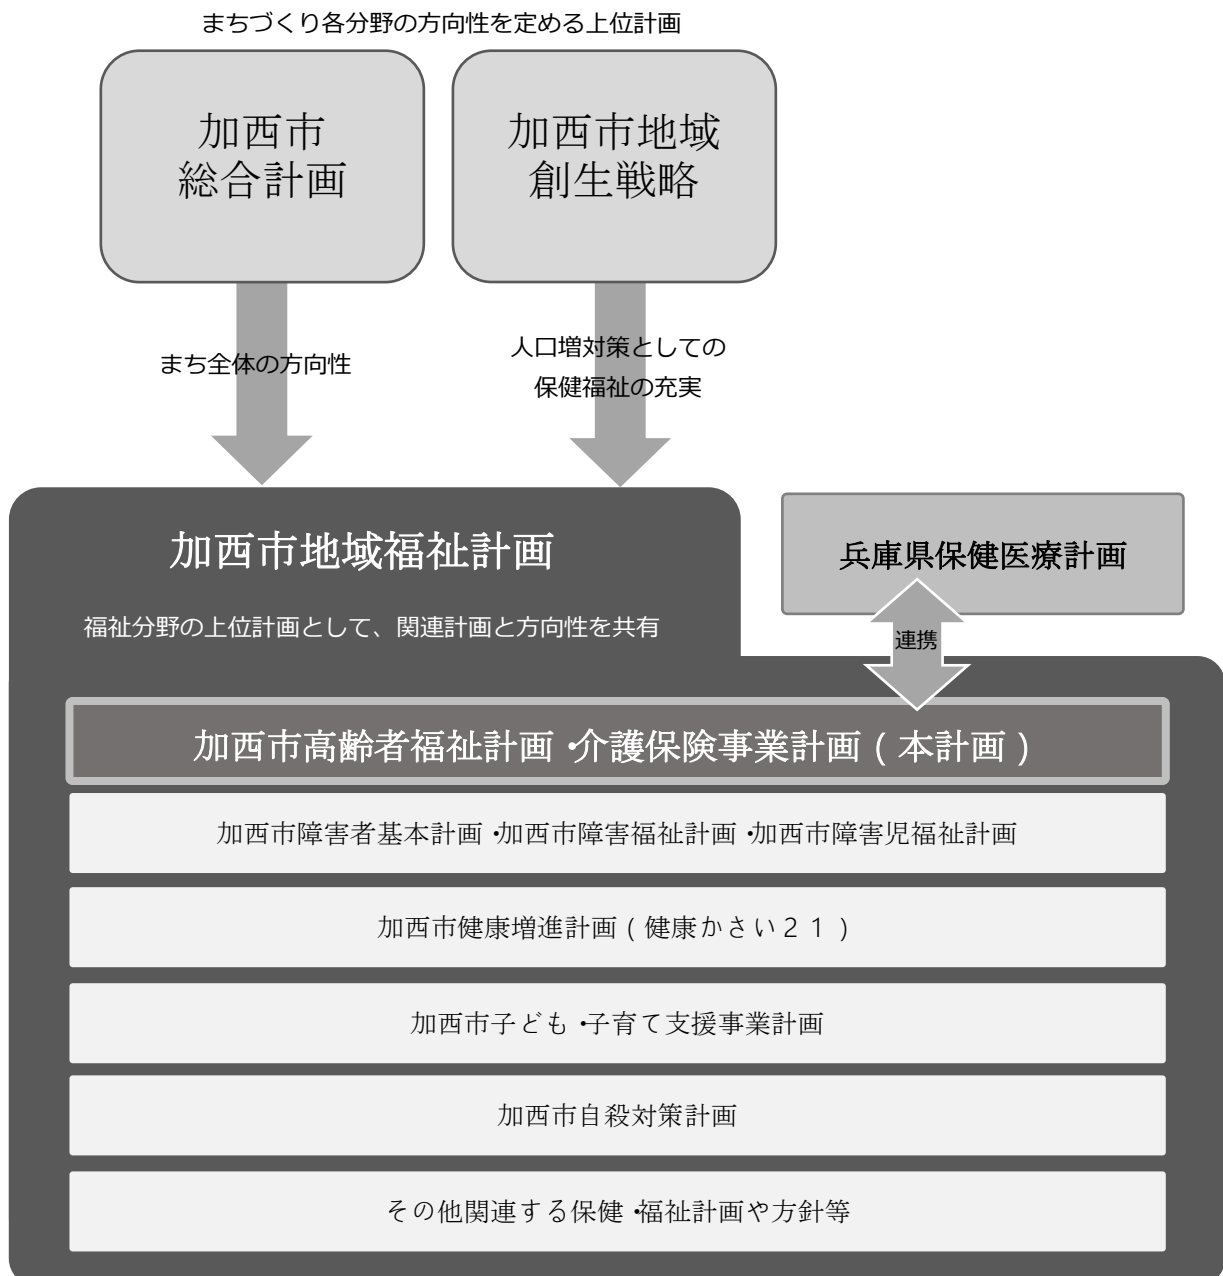 まちづくり各分野の方向性を定める上位計画
加西市
総合計画
加西市地域
創生戦略
まち全体の方向性
人口増対策としての
保健福祉の充実
加西市地域福祉計画
福祉分野の上位計画として、関連計画と方向性を共有
兵庫県保健医療計画
連携
加西市高齢者福祉計画・介護保険事業計画(本計画)
加西市障害者基本計画・加西市障害福祉計画・加西市障害児福祉計画
加西市健康増進計画(健康かさい21)
加西市子ども・子育て支援事業計画
加西市自殺対策計画
その他関連する保健・福祉計画や方針等